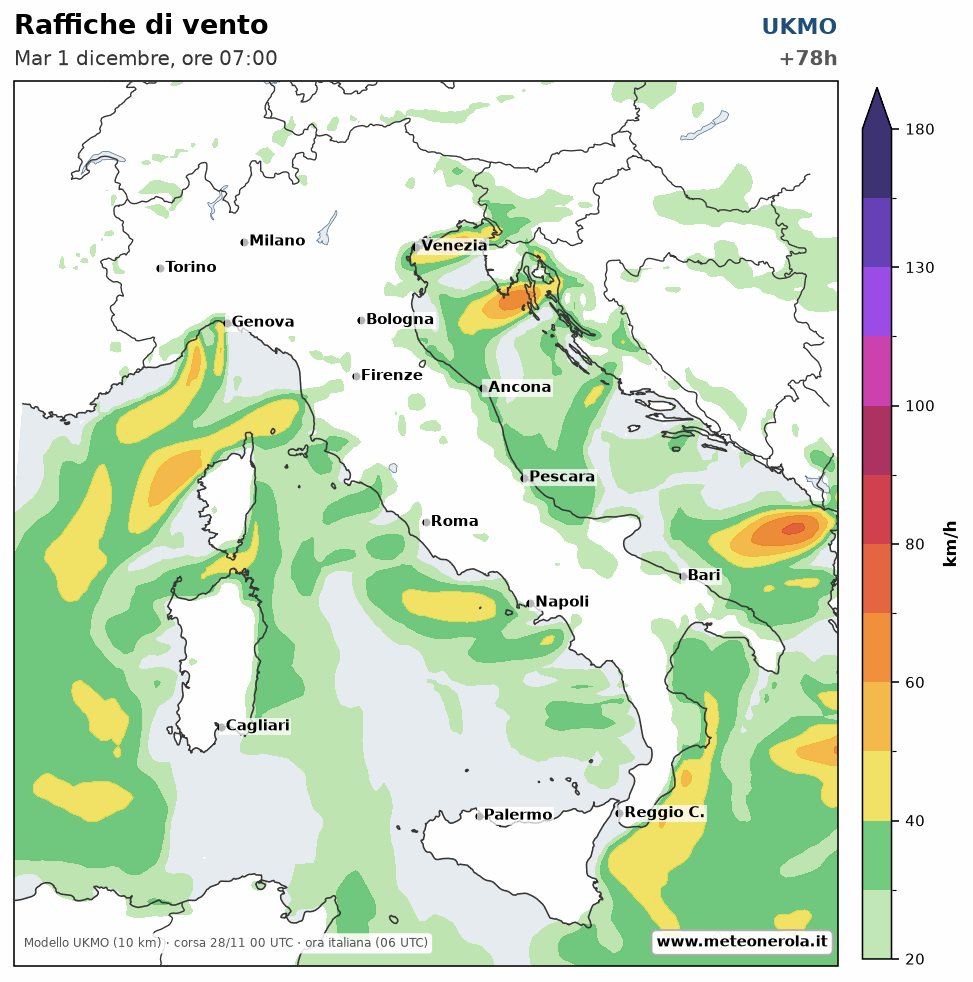 Raffiche di vento
UKMO
Mar 1 dicembre, ore 07:00
+78h
180
130
100
80
60
40
20
km/h
Milano
Venezia
Torino
Genova
Bologna
Firenze
Ancona
Pescara
Roma
Bari
Napoli
Cagliari
Palermo
Reggio C.
Modello UKMO (10 km) · corsa 28/11 00 UTC · ora italiana (06 UTC)
www.meteonerola.it